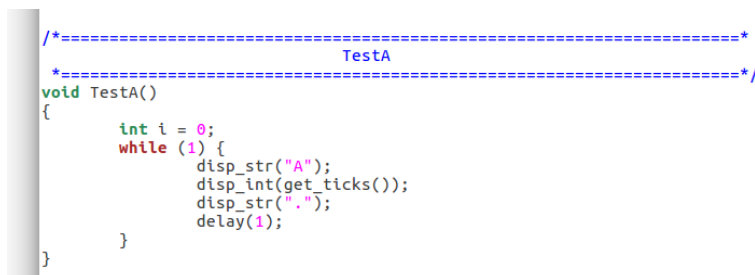 /*======================================================================*
                               TestA
 *======================================================================*/
void TestA()
{
        int i = 0;
        while (1) {
                disp_str("A");
                disp_int(get_ticks());
                disp_str(".");
                delay(1);
        }
}